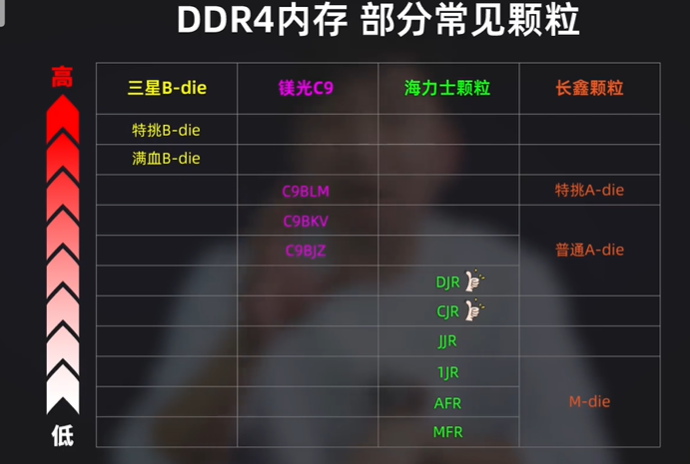 DDR4内存 部分常见颗粒
高
三星B-die 镁光C9 海力士颗粒 长鑫颗粒
特挑B-die
满血B-die
C9BLM 特挑A-die
C9BKV
C9BJZ 普通A-die
DJR
CJR
JJR
1JR
AFR M-die
MFR
低